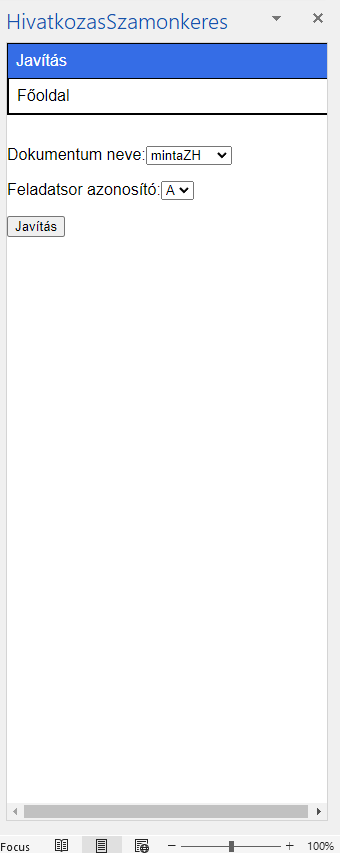 HivatkozasSzamonkeres
Javítás
Főoldal
Dokumentum neve: mintaZH
Feladatsor azonosító: A
Javítás
Focus 100%